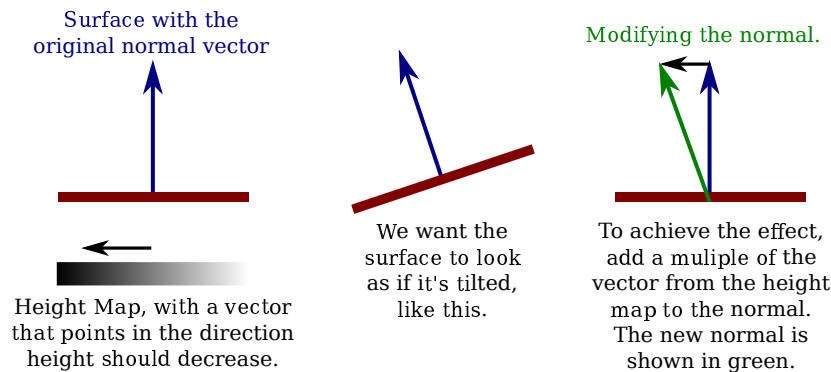 Surface with the
original normal vector
Height Map, with a vector
that points in the direction
height should decrease.
We want the
surface to look
as if it's tilted,
like this.
Modifying the normal.
To achieve the effect,
add a muliple of the
vector from the height
map to the normal.
The new normal is
shown in green.